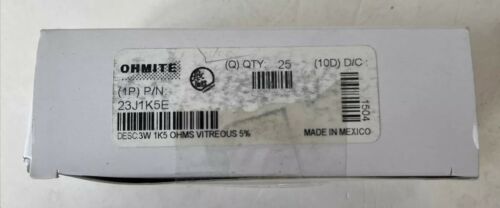 OHMITE
(Q) QTY. 25 (10D) D/C:
(1P) P/N:
23J1K5E
1504
DESC:3W 1K5 OHMS VITREOUS 5%
MADE IN MEXICO